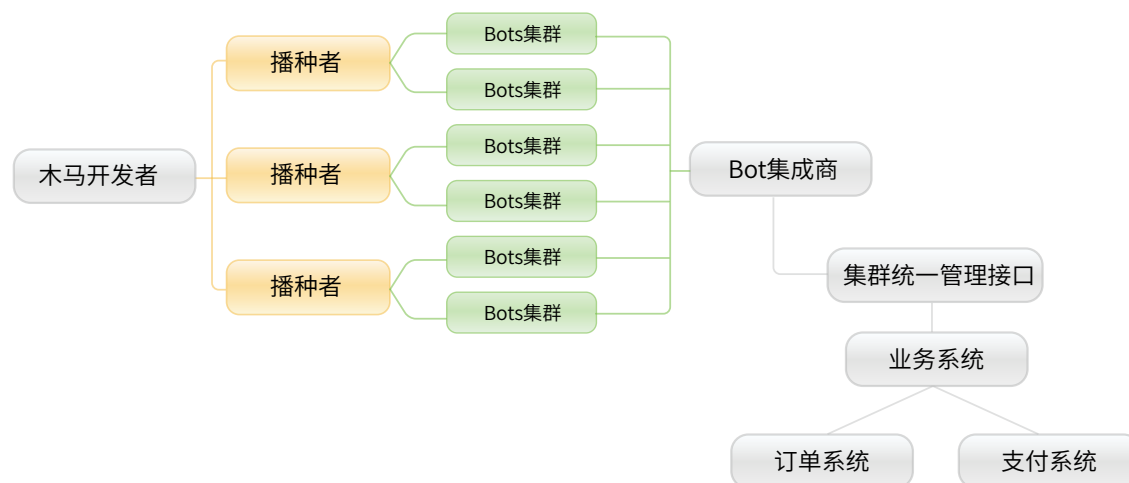 木马开发者
播种者
播种者
播种者
Bots集群
Bots集群
Bots集群
Bots集群
Bots集群
Bots集群
Bot集成商
集群统一管理接口
业务系统
订单系统
支付系统